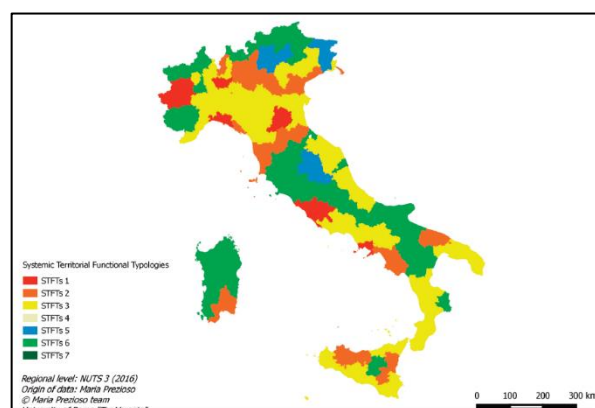 Systemic Territorial Functional Typologies
STFTs 1
STFTs 2
STFTs 3
STFTs 4
STFTs 5
STFTs 6
STFTs 7
Regional level: NUTS 3 (2016)
Origin of data: Maria Prezioso
© Maria Prezioso team
0 100 200 300 km